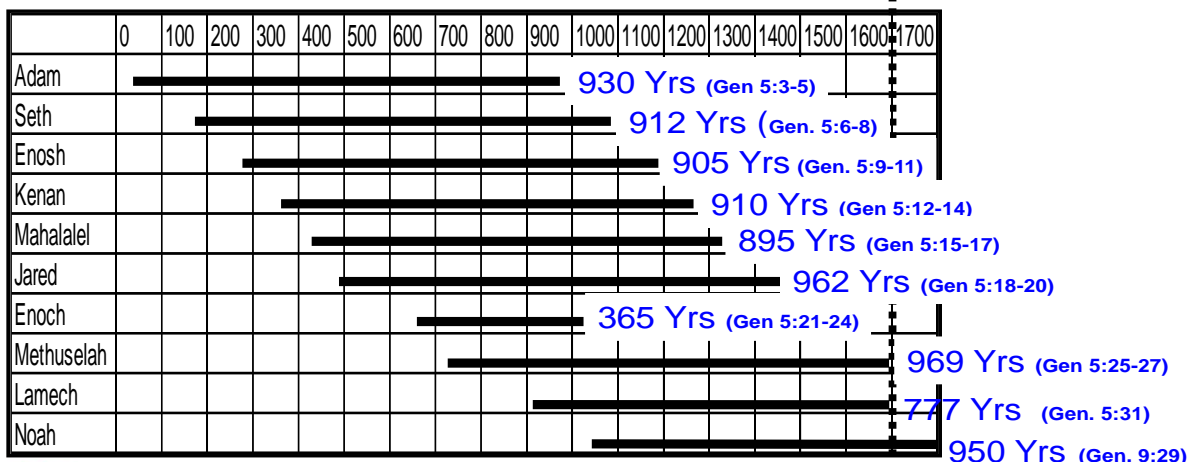 0 100 200 300 400 500 600 700 800 900 1000 1100 1200 1300 1400 1500 1600 1700
Adam 930 Yrs (Gen 5:3-5)
Seth 912 Yrs (Gen. 5:6-8)
Enosh 905 Yrs (Gen. 5:9-11)
Kenan 910 Yrs (Gen 5:12-14)
Mahalalel 895 Yrs (Gen 5:15-17)
Jared 962 Yrs (Gen 5:18-20)
Enoch 365 Yrs (Gen 5:21-24)
Methuselah 969 Yrs (Gen 5:25-27)
Lamech 777 Yrs (Gen. 5:31)
Noah 950 Yrs (Gen. 9:29)